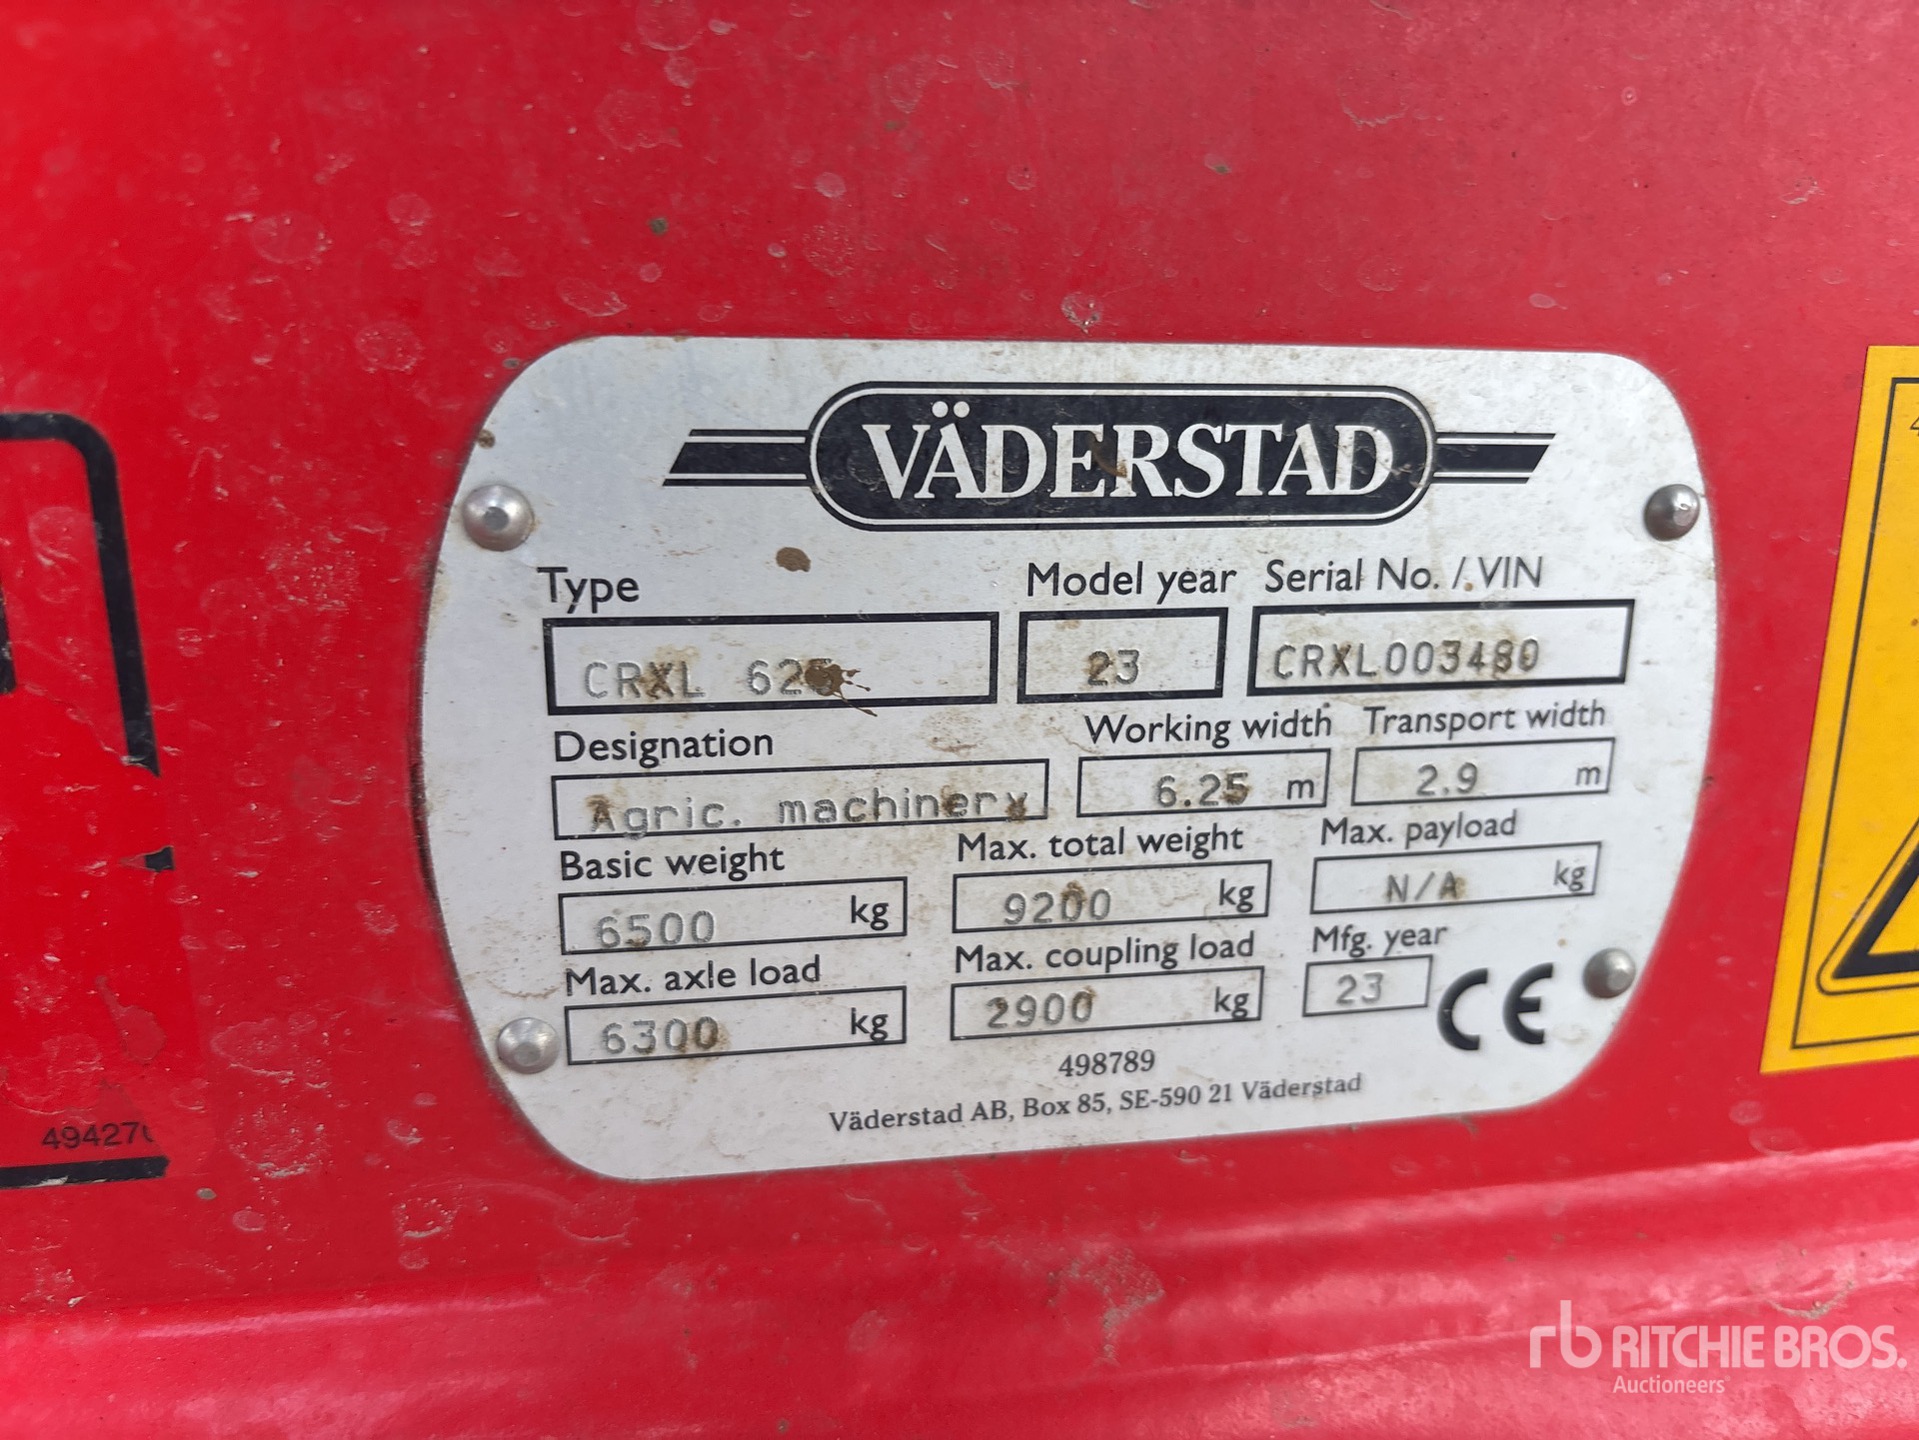 VÄDERSTAD
Type Model year Serial No. / VIN
CRXL 625 23 CRXL003480
Designation Working width Transport width
Agric. machinery 6.25 m 2.9 m
Basic weight Max. total weight Max. payload
6500 kg 9200 kg N/A kg
Max. axle load Max. coupling load Mfg. year
6300 kg 2900 kg 23 CE
498789
Väderstad AB, Box 85, SE-590 21 Väderstad
rb RITCHIE BROS.
Auctioneers